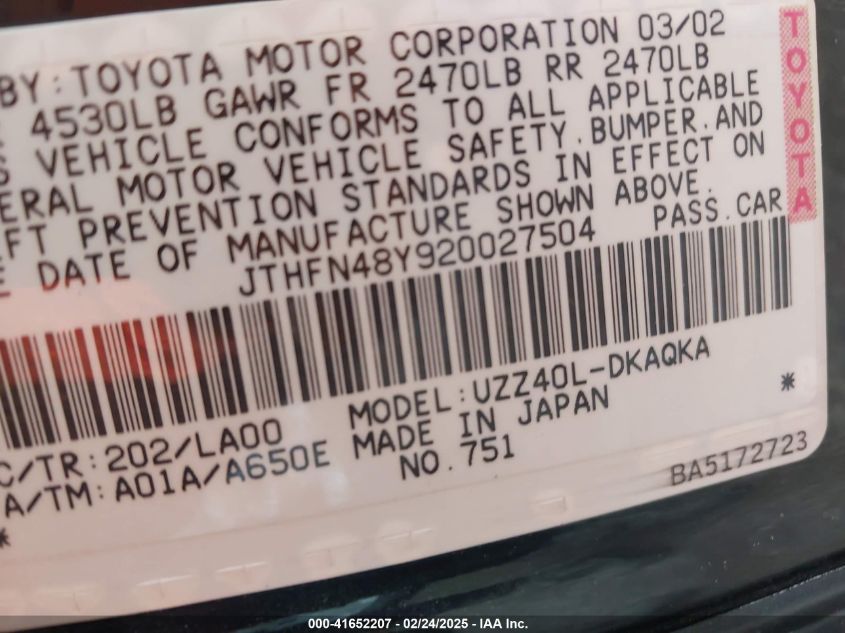 BY:TOYOTA MOTOR CORPORATION 03/02
4530LB GAWR FR 2470LB RR 2470LB
VEHICLE CONFORMS TO ALL APPLICABLE
ERAL MOTOR VEHICLE SAFETY,BUMPER,AND
FT PREVENTION STANDARDS IN EFFECT ON
E DATE OF MANUFACTURE SHOWN ABOVE.
JTHFN48Y920027504 PASS.CAR
TOYOTA
MODEL:UZZ40L-DKAQKA *
C/TR:202/LA00 MADE IN JAPAN
A/TM:A01A/A650E NO.751
BA5172723
*
000-41652207 - 02/24/2025 - IAA Inc.